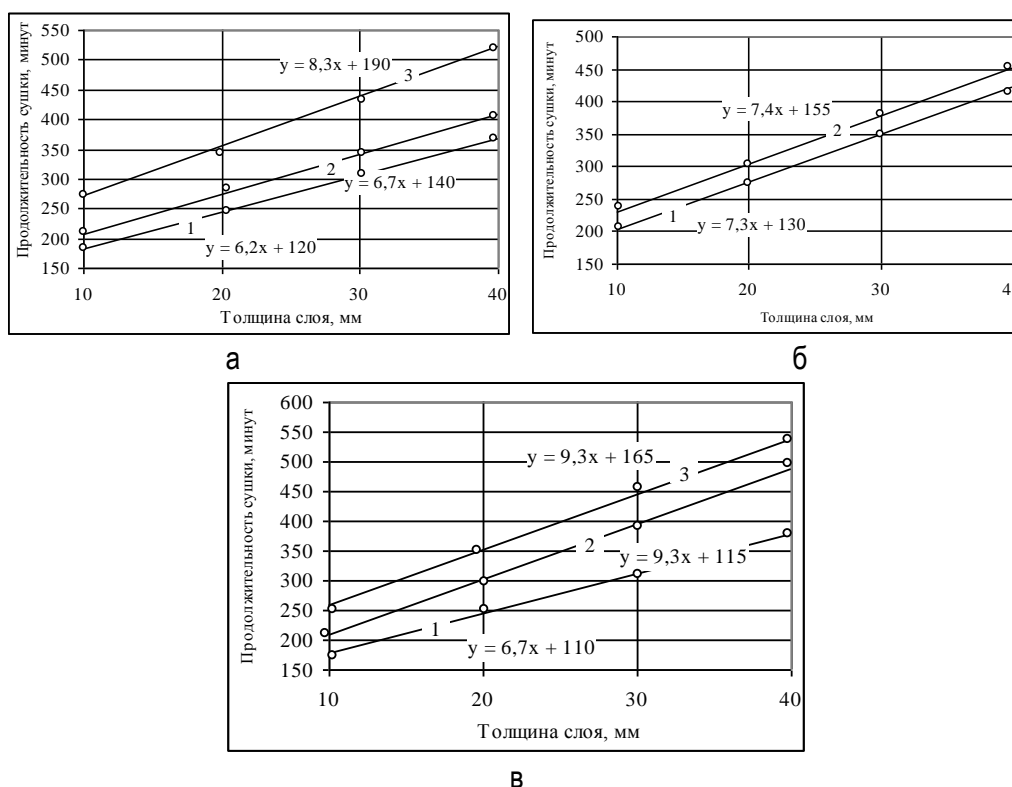 Продолжительность сушки, минут
550
500
450
400
350
300
250
200
150
y = 8,3x + 190
3
2
y = 6,7x + 140
1
y = 6,2x + 120
10 20 30 40
Толщина слоя, мм
а
Продолжительность сушки, минут
500
450
400
350
300
250
200
150
y = 7,4x + 155
2
1
y = 7,3x + 130
10 20 30 4
Толщина слоя, мм
б
Продолжительность сушки, минут
600
550
500
450
400
350
300
250
200
150
y = 9,3x + 165
3
2
y = 9,3x + 115
1
y = 6,7x + 110
10 20 30 40
Толщина слоя, мм
в